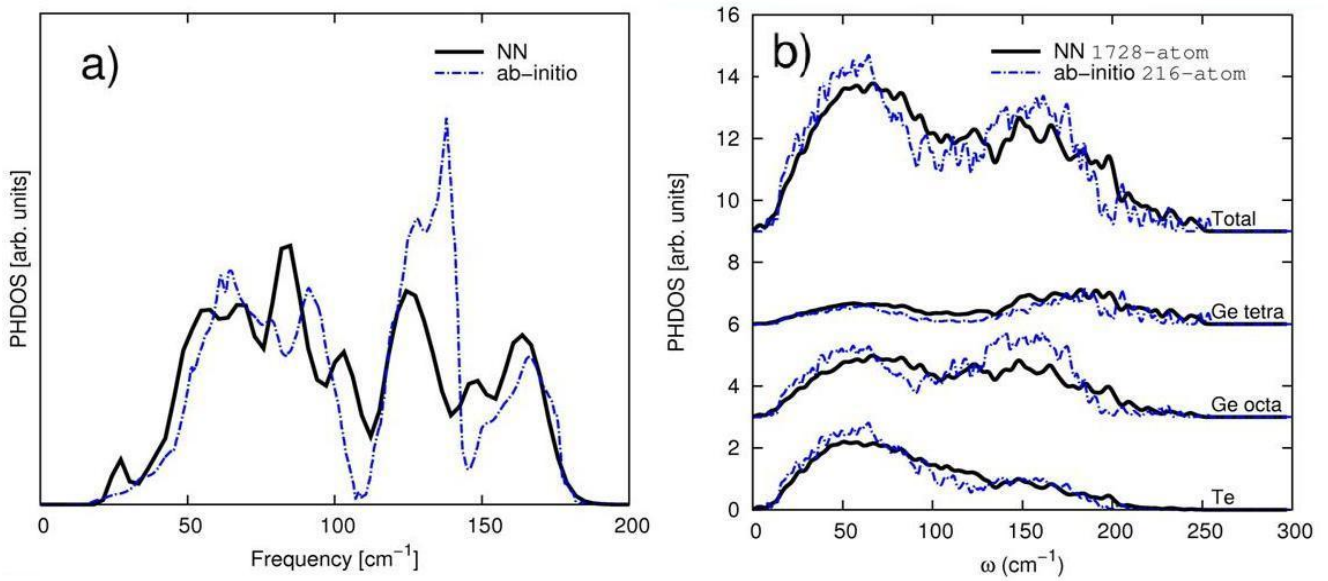 a)
NN
ab-initio
PHDOS [arb. units]
0 50 100 150 200
Frequency [cm⁻¹]
b)
NN 1728-atom
ab-initio 216-atom
PHDOS [arb. units]
16
14
12
10
8
6
4
2
0
Total
Ge tetra
Ge octa
Te
0 50 100 150 200 250 300
ω (cm⁻¹)